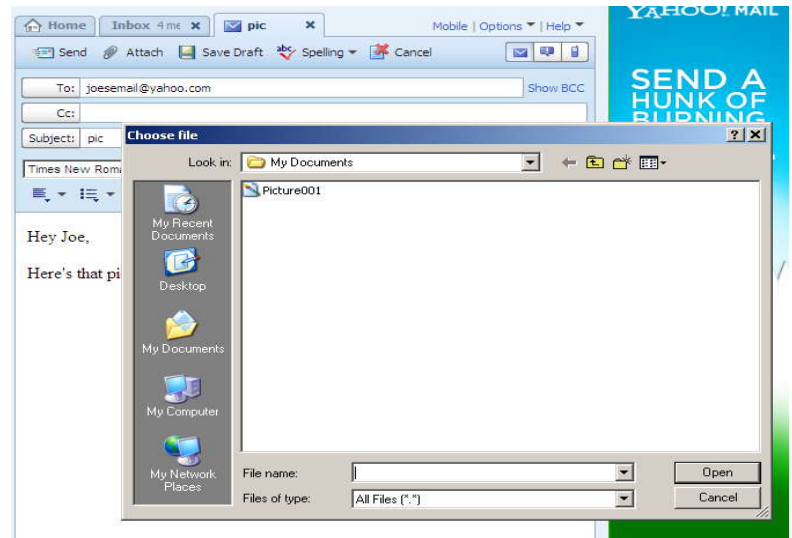 YAHOO! MAIL
Home Inbox 4 me x pic x Mobile | Options | Help
Send Attach Save Draft abc Spelling Cancel
SEND A
HUNK OF
BURNING
To: joesemail@yahoo.com Show BCC
Cc:
Subject: pic
Choose file ? X
Look in: My Documents
Times New Roma
Picture001
My Recent
Documents
Hey Joe,
Here's that pi
Desktop
My Documents
My Computer
My Network
Places
File name: Open
Files of type: All Files (*.*) Cancel